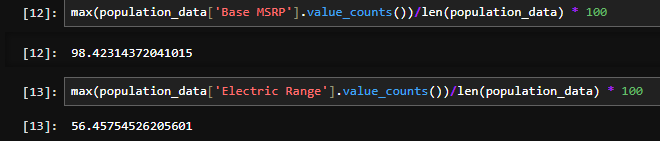 [12]: max(population_data['Base MSRP'].value_counts())/len(population_data) * 100
[12]: 98.42314372041015
[13]: max(population_data['Electric Range'].value_counts())/len(population_data) * 100
[13]: 56.45754526205601